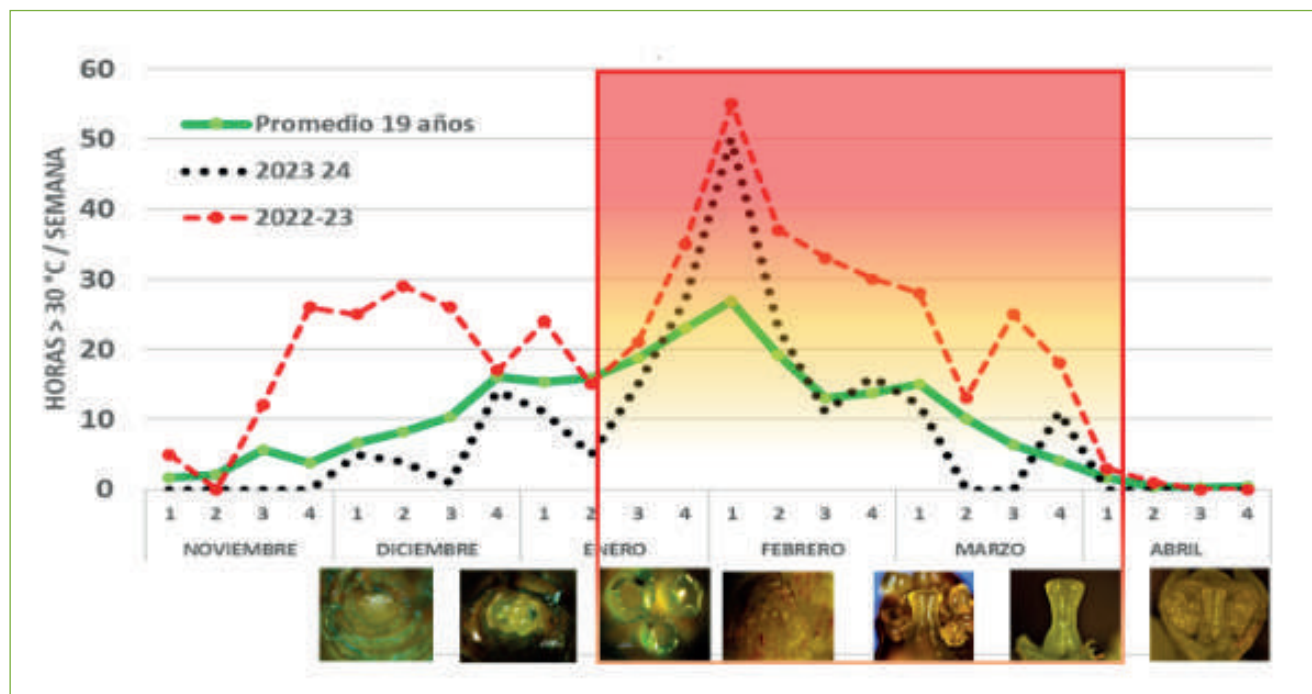 60
Promedio 19 años
50
2023 24
40
2022-23
30
20
10
0
HORAS > 30 °C / SEMANA
1 2 3 4 1 2 3 4 1 2 3 4 1 2 3 4 1 2 3 4 1 2 3 4
NOVIEMBRE DICIEMBRE ENERO FEBRERO MARZO ABRIL